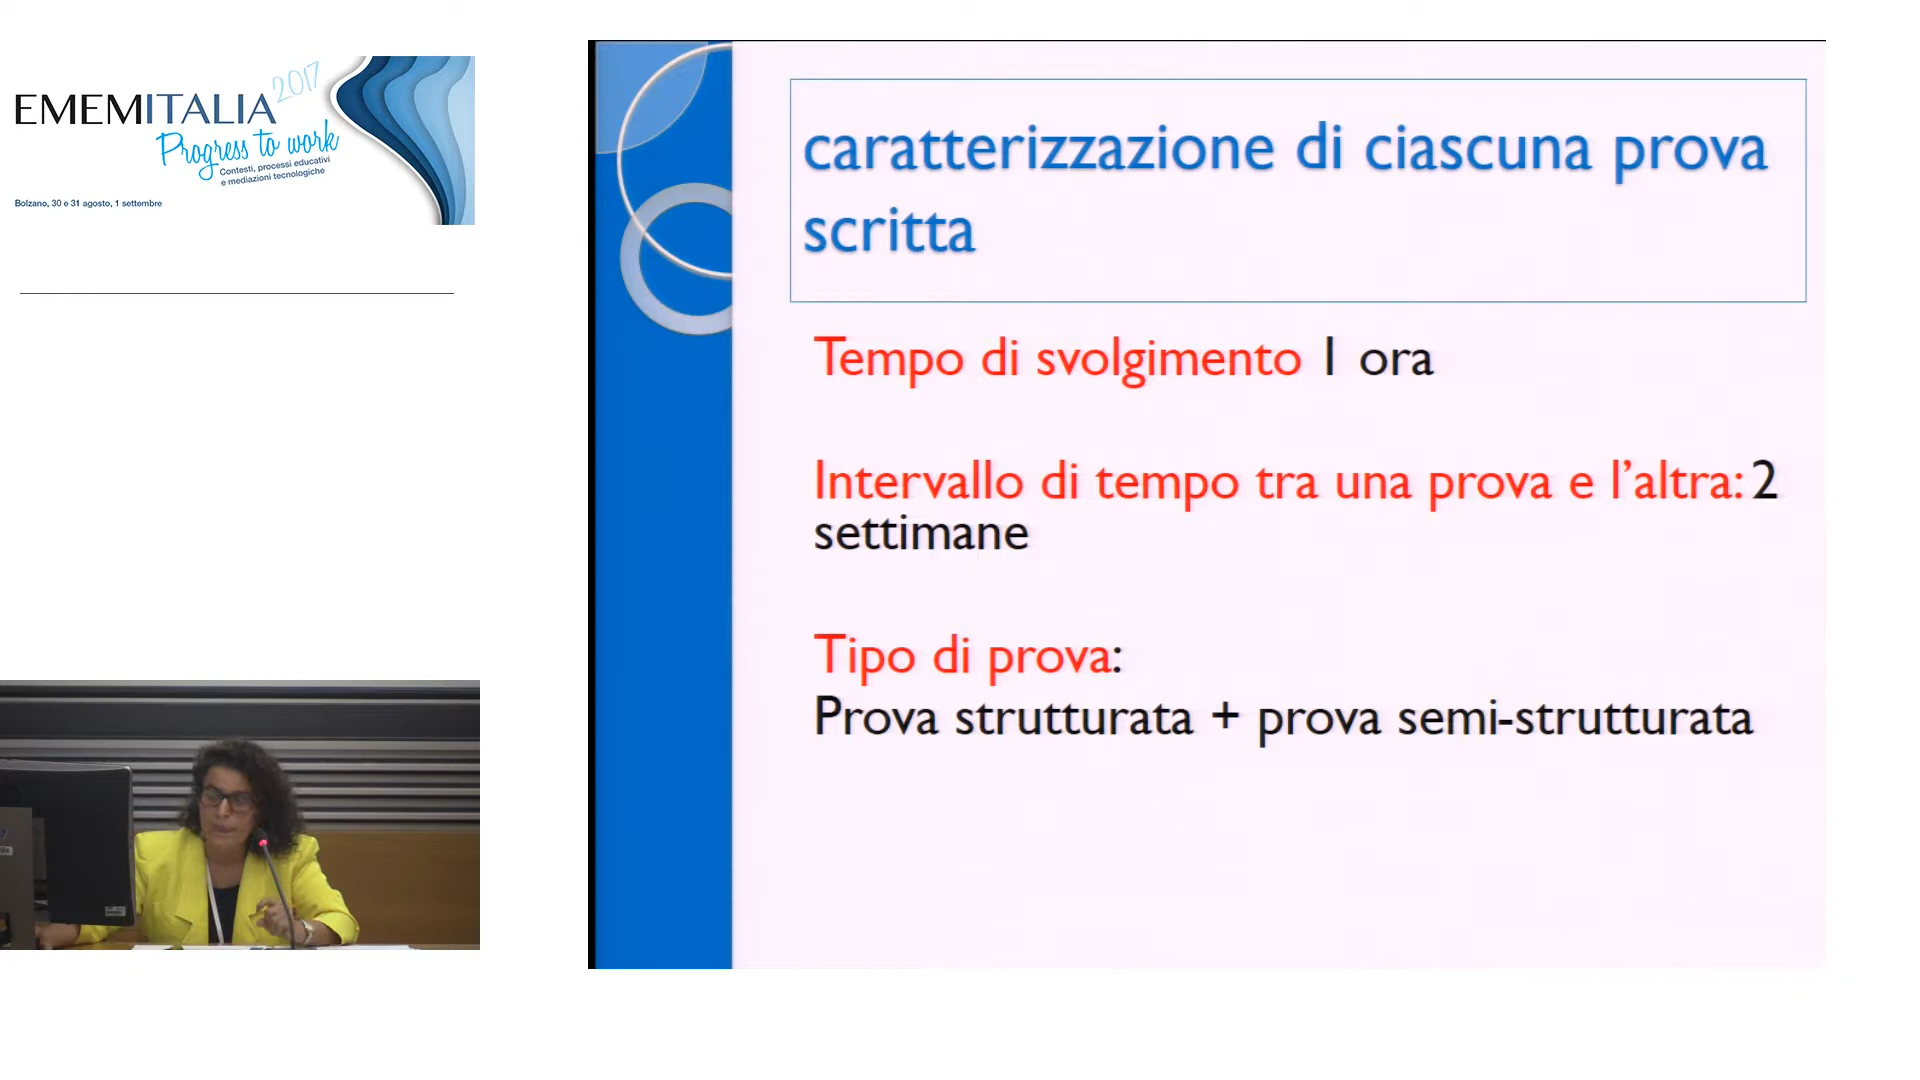 EMEMITALIA 2017
Progress to work
Contesti, processi educativi
e mediazioni tecnologiche
Bolzano, 30 e 31 agosto, 1 settembre
caratterizzazione di ciascuna prova
scritta
Tempo di svolgimento 1 ora
Intervallo di tempo tra una prova e l’altra: 2
settimane
Tipo di prova:
Prova strutturata + prova semi-strutturata